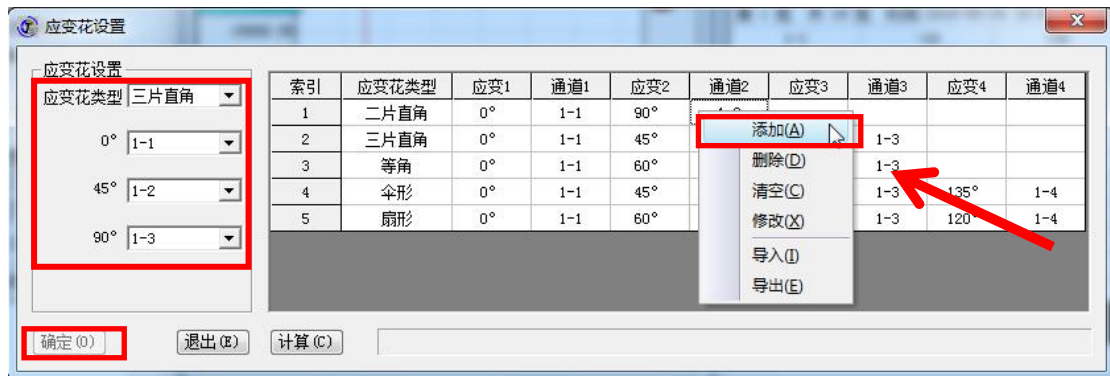 应变花设置
应变花设置
应变花类型 三片直角
0° 1-1
45° 1-2
90° 1-3
索引 应变花类型 应变1 通道1 应变2 通道2 应变3 通道3 应变4 通道4
1 二片直角 0° 1-1 90°
2 三片直角 0° 1-1 45° 1-3
3 等角 0° 1-1 60° 1-3
4 伞形 0° 1-1 45° 1-3 135° 1-4
5 扇形 0° 1-1 60° 1-3 120° 1-4
添加(A)
删除(D)
清空(C)
修改(X)
导入(I)
导出(E)
确定(O) 退出(E) 计算(C)